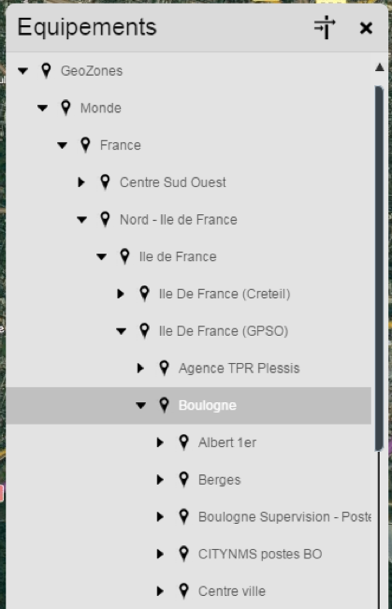 Equipements
GeoZones
Monde
France
Centre Sud Ouest
Nord - Ile de France
Ile de France
Ile De France (Creteil)
Ile De France (GPSO)
Agence TPR Plessis
Boulogne
Albert 1er
Berges
Boulogne Supervision - Poste
CITYNMS postes BO
Centre ville